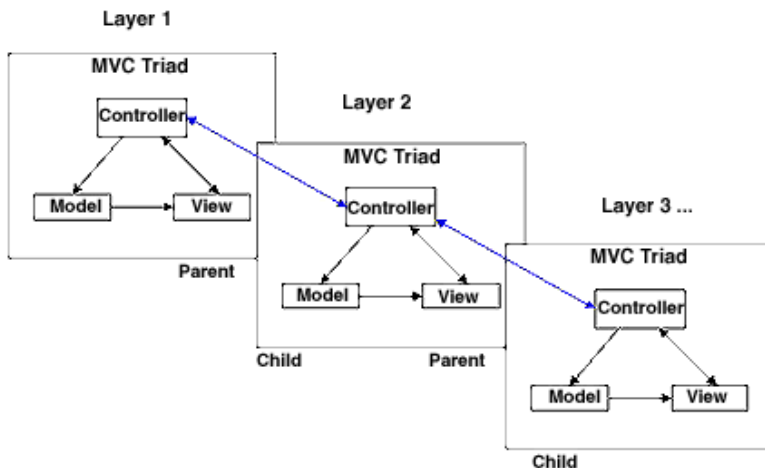 Layer 1
MVC Triad
Controller
Model
View
Parent
Layer 2
MVC Triad
Controller
Model
View
Child
Parent
Layer 3 ...
MVC Triad
Controller
Model
View
Child